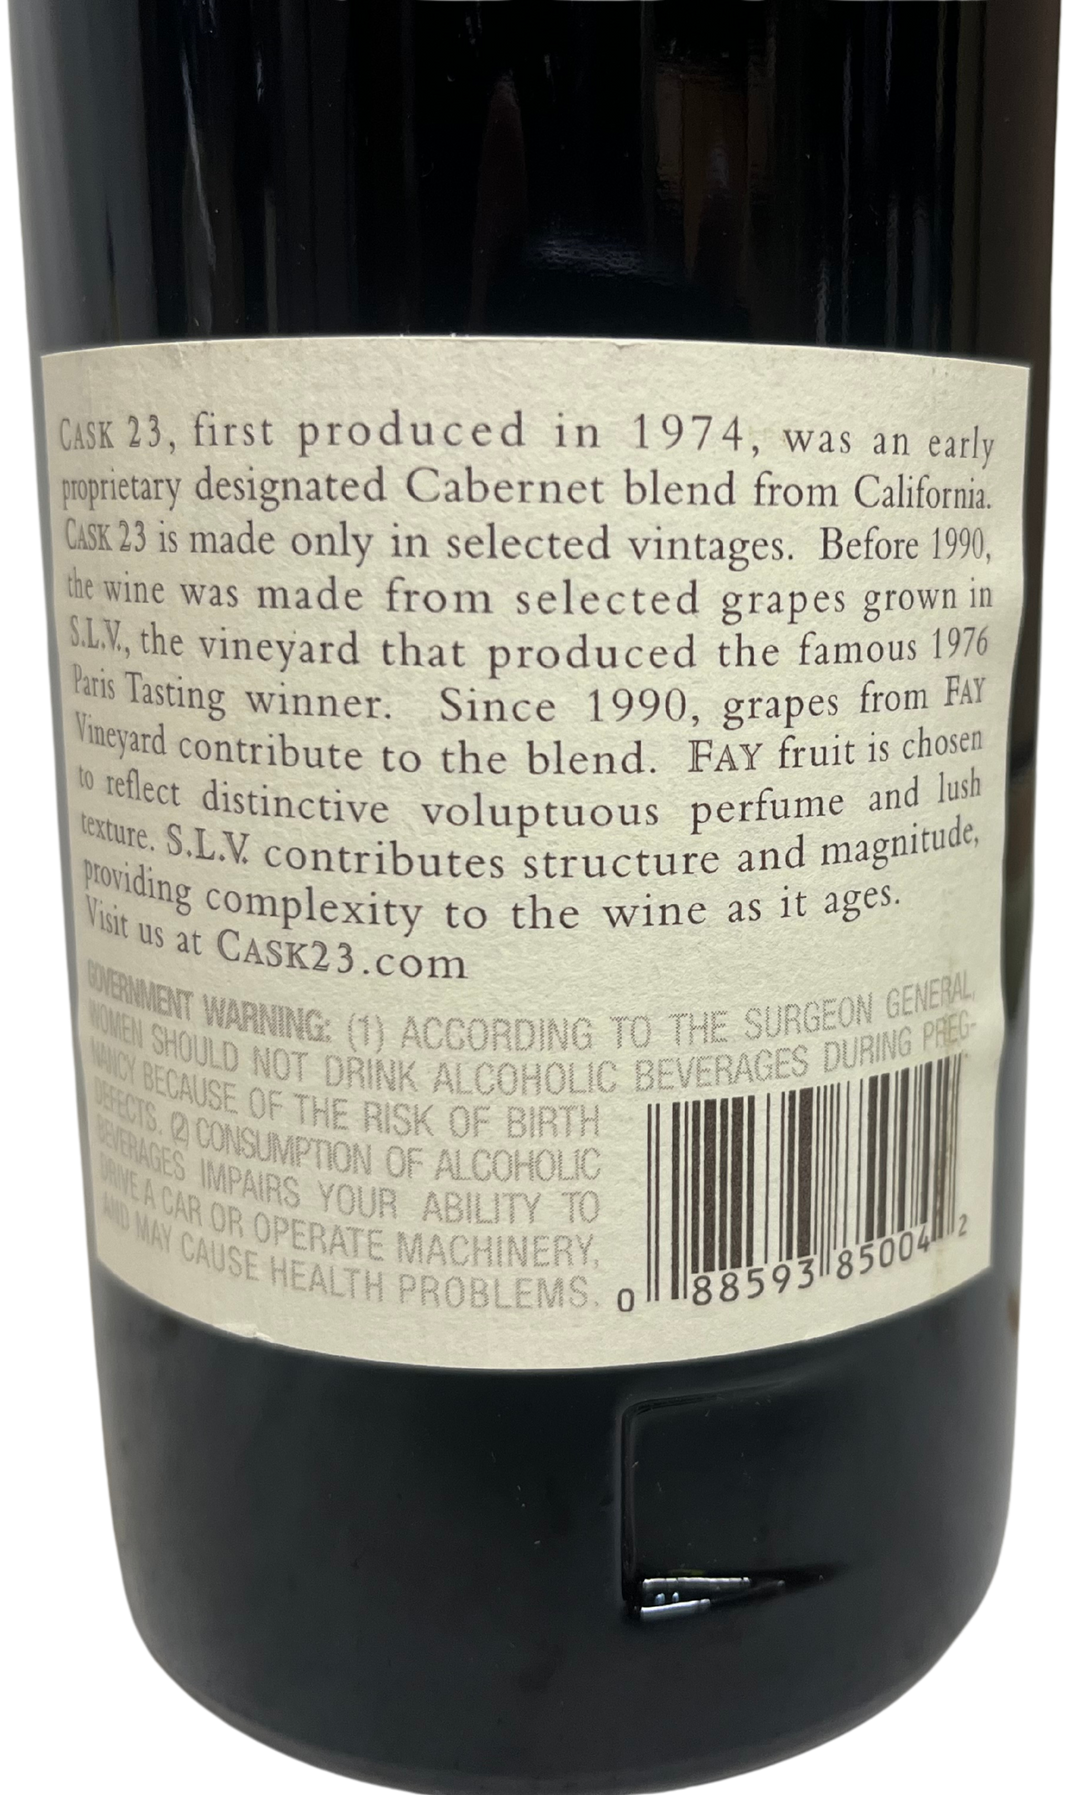 CASK 23, first produced in 1974, was an early
proprietary designated Cabernet blend from California.
CASK 23 is made only in selected vintages. Before 1990,
the wine was made from selected grapes grown in
S.L.V., the vineyard that produced the famous 1976
Paris Tasting winner. Since 1990, grapes from FAY
Vineyard contribute to the blend. FAY fruit is chosen
to reflect distinctive voluptuous perfume and lush
texture. S.L.V. contributes structure and magnitude,
providing complexity to the wine as it ages.
Visit us at CASK23.com
GOVERNMENT WARNING: (1) ACCORDING TO THE SURGEON GENERAL,
WOMEN SHOULD NOT DRINK ALCOHOLIC BEVERAGES DURING PREG-
NANCY BECAUSE OF THE RISK OF BIRTH
DEFECTS. (2) CONSUMPTION OF ALCOHOLIC
BEVERAGES IMPAIRS YOUR ABILITY TO
DRIVE A CAR OR OPERATE MACHINERY,
AND MAY CAUSE HEALTH PROBLEMS.
0 88593 85004 2